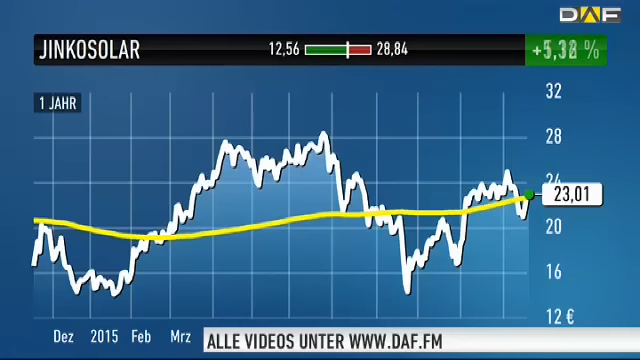 DAF
JINKOSOLAR
12,56 28,84
%
1 JAHR
32
28
24
23,01
20
16
12 €
Dez 2015 Feb Mrz
ALLE VIDEOS UNTER WWW.DAF.FM